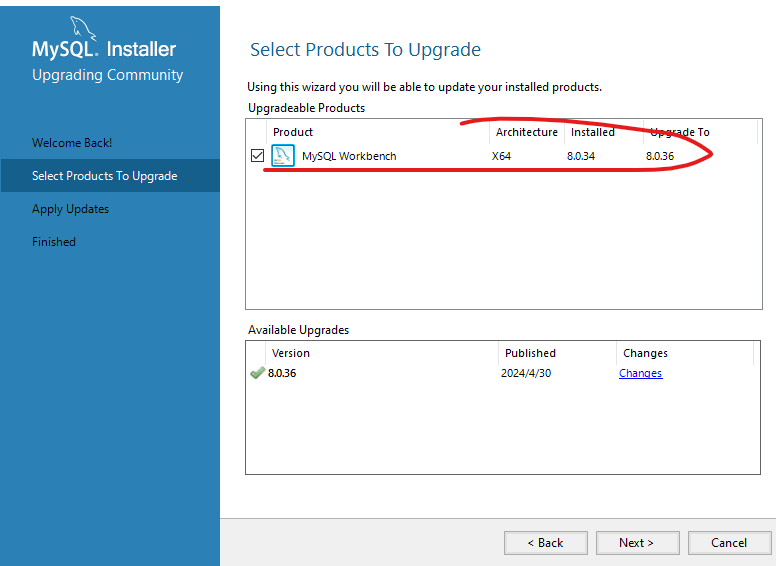 MySQL. Installer
Upgrading Community
Welcome Back!
Select Products To Upgrade
Apply Updates
Finished
Select Products To Upgrade
Using this wizard you will be able to update your installed products.
Upgradeable Products
Product Architecture Installed Upgrade To
MySQL Workbench X64 8.0.34 8.0.36
Available Upgrades
Version Published Changes
8.0.36 2024/4/30 Changes
< Back Next > Cancel